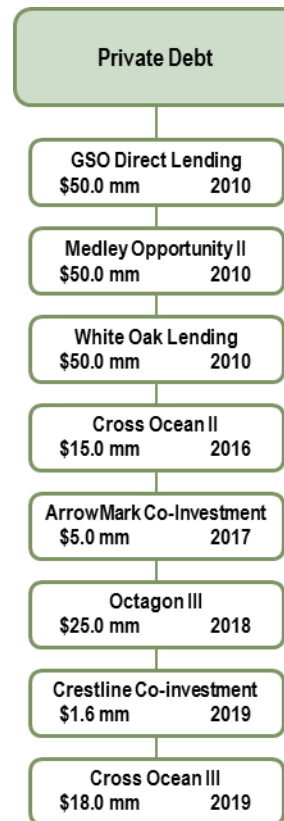 Private Debt
GSO Direct Lending
$50.0 mm 2010
Medley Opportunity II
$50.0 mm 2010
White Oak Lending
$50.0 mm 2010
Cross Ocean II
$15.0 mm 2016
ArrowMark Co-Investment
$5.0 mm 2017
Octagon III
$25.0 mm 2018
Crestline Co-investment
$1.6 mm 2019
Cross Ocean III
$18.0 mm 2019